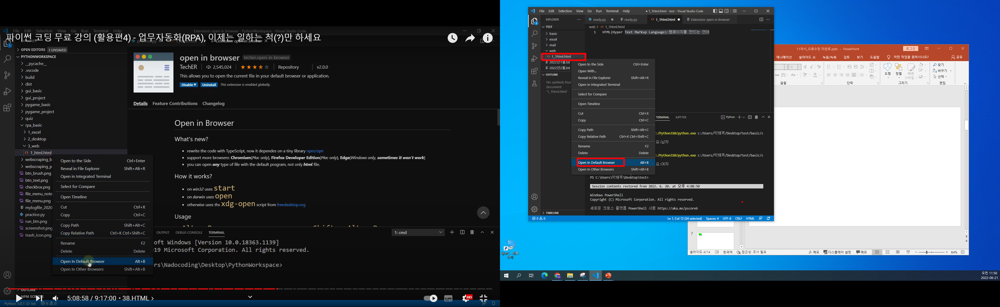 File Edit Selection View Go Run Terminal Help
Extension: open in browser - PythonWorkspace - Visual Studio Code
파이썬 코딩 무료 강의 (활용편4) - 업무자동화(RPA), 이제는 일하는 척(?)만 하세요
practice.py
Extension: open in browser
OPEN EDITORS 1 UNSAVED
PYTHONWORKSPACE
__pycache__
.vscode
build
dist
gui_basic
gui_project
pygame_basic
pygame_project
quiz
rpa_basic
1_excel
2_desktop
3_web
1_html.html
webscraping_b
webscraping_p
btn_brush.png
btn_text.png
checkbox.png
file_menu_note
file_menu.png
mylogfile_2020
practice.py
run_btn.png
screenshot.png
trash_icon.png
OUTLINE
NPM SCRIPTS
Open to the Side Ctrl+Enter
Reveal in File Explorer Shift+Alt+R
Open in Integrated Terminal
Select for Compare
Open Timeline
Cut Ctrl+X
Copy Ctrl+C
Copy Path Shift+Alt+C
Copy Relative Path Ctrl+K Ctrl+Shift+C
Rename F2
Delete Delete
Open In Default Browser Alt+B
Open In Other Browsers Shift+Alt+B
open in browser techer.open-in-browser
TechER 2,545,024 Repository v2.0.0
This allows you to open the current file in your default browser or application.
Disable Uninstall This extension is enabled globally.
Details Feature Contributions Changelog
Open in Browser
What's new?
rewrite the code with TypeScript, now it dependes on a tiny library npm/opn
support more browsers: Chromium(Mac only), Firefox Developer Edition(Mac only), Edge(Windows only, sometimes it won't work)
you can open any type of file with the default program, not only html file.
How it works?
on win32 uses start
on darwin uses open
otherwise uses ths xdg-open script from freedesktop.org
Usage
OUTPUT DEBUG CONSOLE TERMINAL 1: cmd
oft Windows [Version 10.0.18363.1139]
19 Microsoft Corporation. All rights reserved.
rs\Nadocoding\Desktop\PythonWorkspace>
5:08:58 / 9:17:00 • 38.HTML
HD
Python 3.8.1 32-bit 0 0
File Edit Selection View Go Run Terminal Help
1_1html.html - test - Visual Studio Code
EXPLORER
ready.py ready.py 1_1html.html Extension: open in browser
TEST
web > 1_1html.html
basic
excel
mail
web
1_1html.html
2022년1월.txt
2022년2월.txt
OUTLINE
No symbols foun
document
'1_1html.html'
TIMELINE
1 HTML(Hyper Text Markup Language):웹페이지를 만드는 언어
Open to the Side Ctrl+Enter
Open With...
Reveal in File Explorer Shift+Alt+R
Open in Integrated Terminal
Select for Compare
Open Timeline
Cut Ctrl+X
Copy Ctrl+C
Copy Path Shift+Alt+C
Copy Relative Path Ctrl+K Ctrl+Shift+C
Rename F2
Delete Delete
Open In Default Browser Alt+B
Open In Other Browsers Shift+Alt+B
TERMINAL JUPYTER Python
:/Python310/python.exe c:/Users/박해옥/Desktop/test/basic/c
요:남자
:/Python310/python.exe c:/Users/박해옥/Desktop/test/basic/c
요:여자
PS C:\Users\박해옥\Desktop\test>
Session contents restored from 2022. 6. 20. at 오후 4:08:50
Windows PowerShell
Copyright (C) Microsoft Corporation. All rights reserved.
새로운 크로스 플랫폼 PowerShell 사용 https://aka.ms/pscore6
0 0 Ln 1, Col 12 (34 selected) Spaces: 4 UTF-8 CRLF HTML
11차시_오류수정 미완료.pptx - PowerPoint 로그인
애니메이션 슬라이드 쇼 녹음/녹화 검토 보기 도움말 어떤 작업을 원하시나요? 공유
18
찾기
바꾸기
선택
도형 정렬 빠른
스타일
글꼴 단락 그리기 편집
7
슬라이드 4/14 한국어 접근성: 조사 필요 메모 디스플레이 설정 메모 64%
내 PC - 바로
가기
오전 11:56
2022-06-21